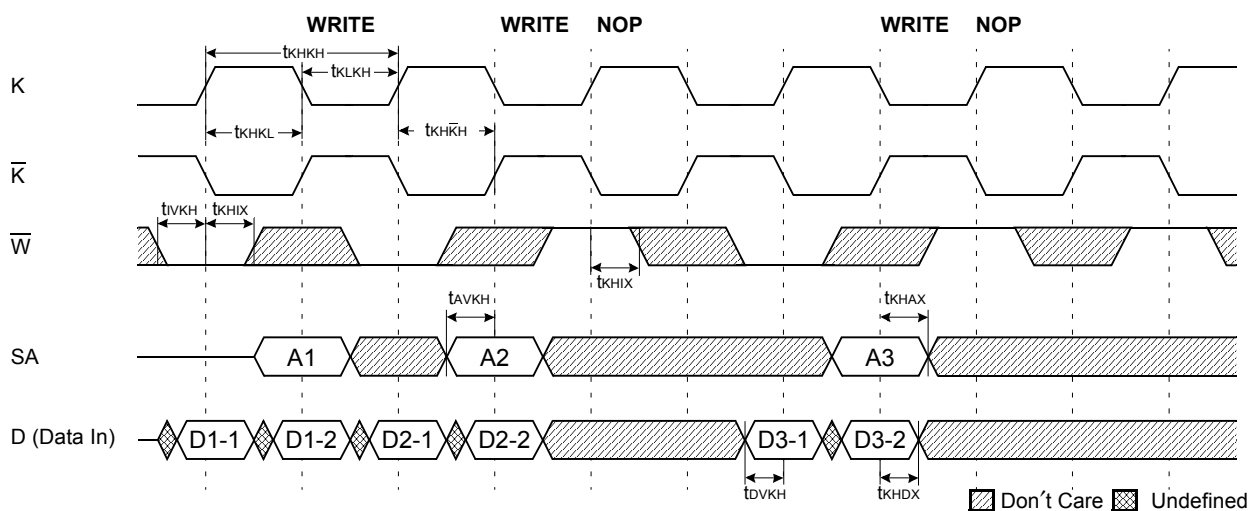 WRITE WRITE NOP WRITE NOP
tKHKH
tKLKH
K
tKHKL tKHK̅H
K̅
tIVKH tKHIX
W̅
tKHIX
tAVKH tKHAX
SA A1 A2 A3
D (Data In) D1-1 D1-2 D2-1 D2-2 D3-1 D3-2
tDVKH tKHDX
Don′t Care Undefined